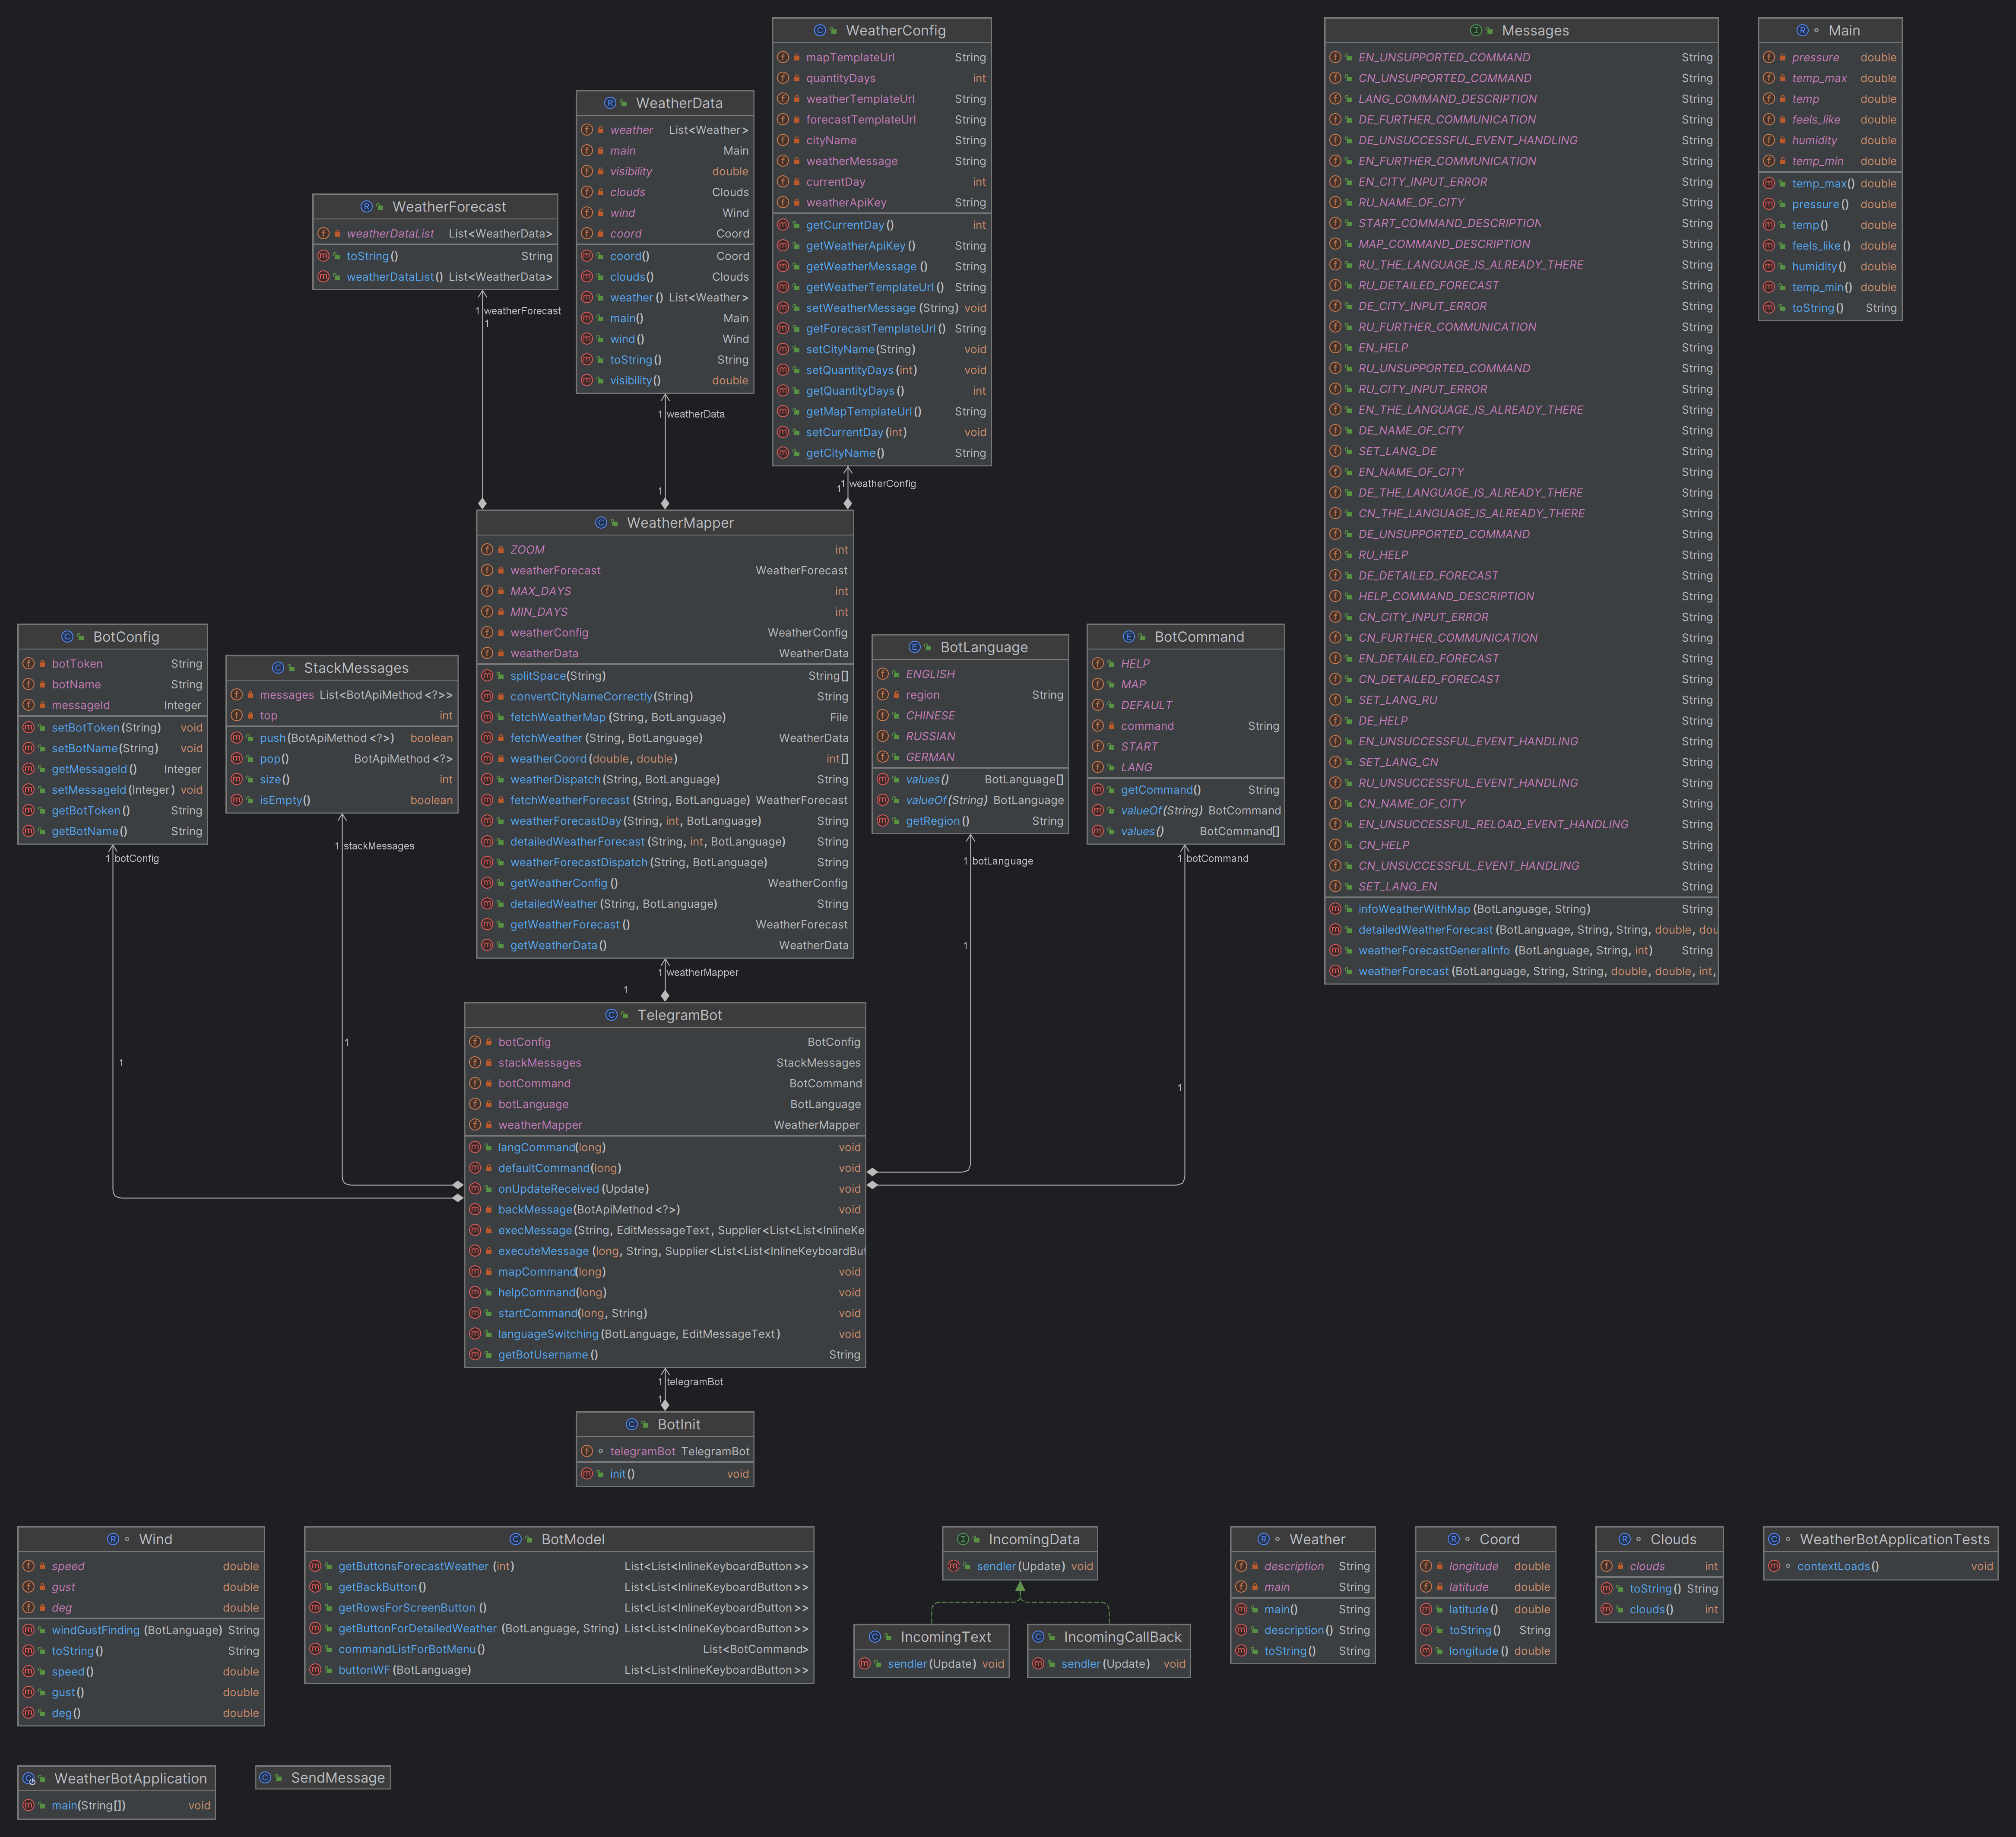 WeatherConfig
mapTemplateUrl String
quantityDays int
weatherTemplateUrl String
forecastTemplateUrl String
cityName String
weatherMessage String
currentDay int
weatherApiKey String
getCurrentDay() int
getWeatherApiKey() String
getWeatherMessage() String
getWeatherTemplateUrl() String
setWeatherMessage(String) void
getForecastTemplateUrl() String
setCityName(String) void
setQuantityDays(int) void
getQuantityDays() int
getMapTemplateUrl() String
setCurrentDay(int) void
getCityName() String
Messages
EN_UNSUPPORTED_COMMAND String
CN_UNSUPPORTED_COMMAND String
LANG_COMMAND_DESCRIPTION String
DE_FURTHER_COMMUNICATION String
DE_UNSUCCESSFUL_EVENT_HANDLING String
EN_FURTHER_COMMUNICATION String
EN_CITY_INPUT_ERROR String
RU_NAME_OF_CITY String
START_COMMAND_DESCRIPTION String
MAP_COMMAND_DESCRIPTION String
RU_THE_LANGUAGE_IS_ALREADY_THERE String
RU_DETAILED_FORECAST String
DE_CITY_INPUT_ERROR String
RU_FURTHER_COMMUNICATION String
EN_HELP String
RU_UNSUPPORTED_COMMAND String
RU_CITY_INPUT_ERROR String
EN_THE_LANGUAGE_IS_ALREADY_THERE String
DE_NAME_OF_CITY String
SET_LANG_DE String
EN_NAME_OF_CITY String
DE_THE_LANGUAGE_IS_ALREADY_THERE String
CN_THE_LANGUAGE_IS_ALREADY_THERE String
DE_UNSUPPORTED_COMMAND String
RU_HELP String
DE_DETAILED_FORECAST String
HELP_COMMAND_DESCRIPTION String
CN_CITY_INPUT_ERROR String
CN_FURTHER_COMMUNICATION String
EN_DETAILED_FORECAST String
CN_DETAILED_FORECAST String
SET_LANG_RU String
DE_HELP String
EN_UNSUCCESSFUL_EVENT_HANDLING String
SET_LANG_CN String
RU_UNSUCCESSFUL_EVENT_HANDLING String
CN_NAME_OF_CITY String
EN_UNSUCCESSFUL_RELOAD_EVENT_HANDLING String
CN_HELP String
CN_UNSUCCESSFUL_EVENT_HANDLING String
SET_LANG_EN String
infoWeatherWithMap(BotLanguage, String) String
detailedWeatherForecast(BotLanguage, String, String, double, dou
weatherForecastGeneralInfo(BotLanguage, String, int) String
weatherForecast(BotLanguage, String, String, double, double, int,
Main
pressure double
temp_max double
temp double
feels_like double
humidity double
temp_min double
temp_max() double
pressure() double
temp() double
feels_like() double
humidity() double
temp_min() double
toString() String
WeatherData
weather List<Weather>
main Main
visibility double
clouds Clouds
wind Wind
coord Coord
coord() Coord
clouds() Clouds
weather() List<Weather>
main() Main
wind() Wind
toString() String
visibility() double
WeatherForecast
weatherDataList List<WeatherData>
toString() String
weatherDataList() List<WeatherData>
1 weatherForecast
1
1 weatherData
1
1 weatherConfig
1
WeatherMapper
ZOOM int
weatherForecast WeatherForecast
MAX_DAYS int
MIN_DAYS int
weatherConfig WeatherConfig
weatherData WeatherData
splitSpace(String) String[]
convertCityNameCorrectly(String) String
fetchWeatherMap(String, BotLanguage) File
fetchWeather(String, BotLanguage) WeatherData
weatherCoord(double, double) int[]
weatherDispatch(String, BotLanguage) String
fetchWeatherForecast(String, BotLanguage) WeatherForecast
weatherForecastDay(String, int, BotLanguage) String
detailedWeatherForecast(String, int, BotLanguage) String
weatherForecastDispatch(String, BotLanguage) String
getWeatherConfig() WeatherConfig
detailedWeather(String, BotLanguage) String
getWeatherForecast() WeatherForecast
getWeatherData() WeatherData
BotConfig
botToken String
botName String
messageId Integer
setBotToken(String) void
setBotName(String) void
getMessageId() Integer
setMessageId(Integer) void
getBotToken() String
getBotName() String
StackMessages
messages List<BotApiMethod<?>>
top int
push(BotApiMethod<?>) boolean
pop() BotApiMethod<?>
size() int
isEmpty() boolean
BotLanguage
ENGLISH
region String
CHINESE
RUSSIAN
GERMAN
values() BotLanguage[]
valueOf(String) BotLanguage
getRegion() String
BotCommand
HELP
MAP
DEFAULT
command String
START
LANG
getCommand() String
valueOf(String) BotCommand
values() BotCommand[]
1 botConfig
1
1 stackMessages
1
1 botLanguage
1
1 botCommand
1
1 weatherMapper
1
TelegramBot
botConfig BotConfig
stackMessages StackMessages
botCommand BotCommand
botLanguage BotLanguage
weatherMapper WeatherMapper
langCommand(long) void
defaultCommand(long) void
onUpdateReceived(Update) void
backMessage(BotApiMethod<?>) void
execMessage(String, EditMessageText, Supplier<List<List<InlineKe
executeMessage(long, String, Supplier<List<List<InlineKeyboardBut
mapCommand(long) void
helpCommand(long) void
startCommand(long, String) void
languageSwitching(BotLanguage, EditMessageText) void
getBotUsername() String
1 telegramBot
1
BotInit
telegramBot TelegramBot
init() void
Wind
speed double
gust double
deg double
windGustFinding(BotLanguage) String
toString() String
speed() double
gust() double
deg() double
BotModel
getButtonsForecastWeather(int) List<List<InlineKeyboardButton>>
getBackButton() List<List<InlineKeyboardButton>>
getRowsForScreenButton() List<List<InlineKeyboardButton>>
getButtonForDetailedWeather(BotLanguage, String) List<List<InlineKeyboardButton>>
commandListForBotMenu() List<BotCommand>
buttonWF(BotLanguage) List<List<InlineKeyboardButton>>
IncomingData
sendler(Update) void
IncomingText
sendler(Update) void
IncomingCallBack
sendler(Update) void
Weather
description String
main String
main() String
description() String
toString() String
Coord
longitude double
latitude double
latitude() double
toString() String
longitude() double
Clouds
clouds int
toString() String
clouds() int
WeatherBotApplicationTests
contextLoads() void
WeatherBotApplication
main(String[]) void
SendMessage